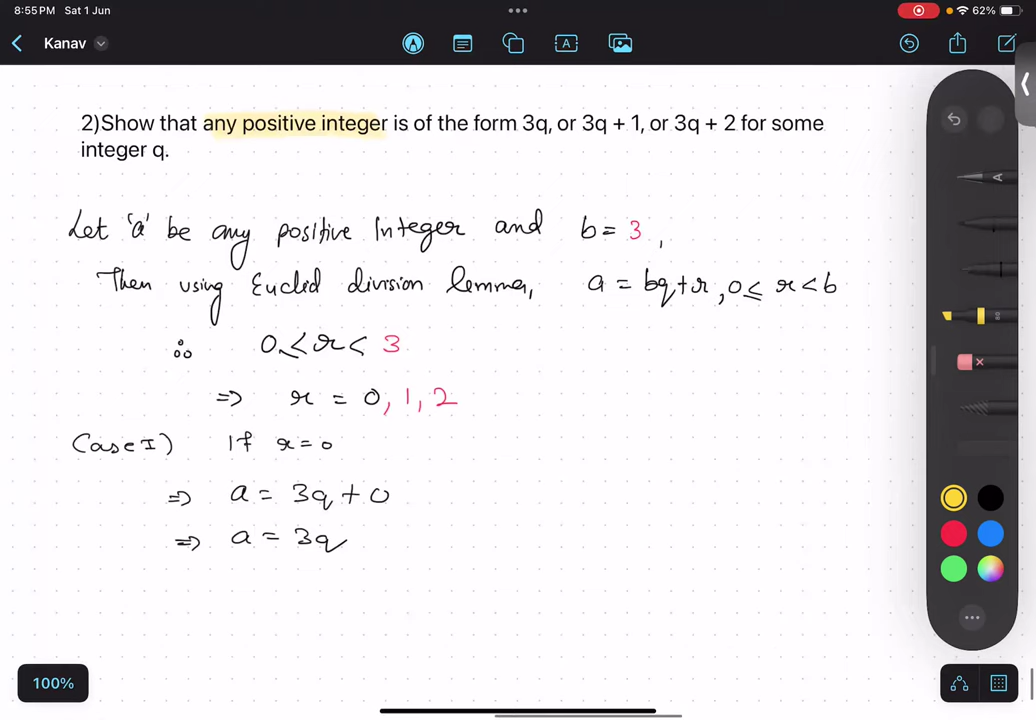 8:55 PM Sat 1 Jun
62%
Kanav
2)Show that any positive integer is of the form 3q, or 3q + 1, or 3q + 2 for some
integer q.
Let 'a' be any positive Integer and b = 3 ,
Then using Euclid division lemma, a = bq + r , 0 ≤ r < b
∴ 0 ≤ r < 3
⇒ r = 0, 1, 2
Case I) If r = 0
⇒ a = 3q + 0
⇒ a = 3q
100%